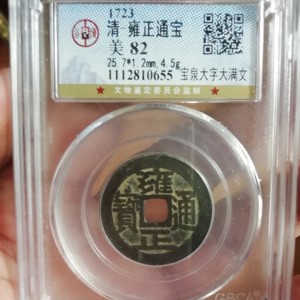 1723
清 雍正通宝
美 82
25.7*1.2mm,4.5g
1112810655 宝泉大字大满文
★ 文物鉴定委员会监制 ★
雍正通寶